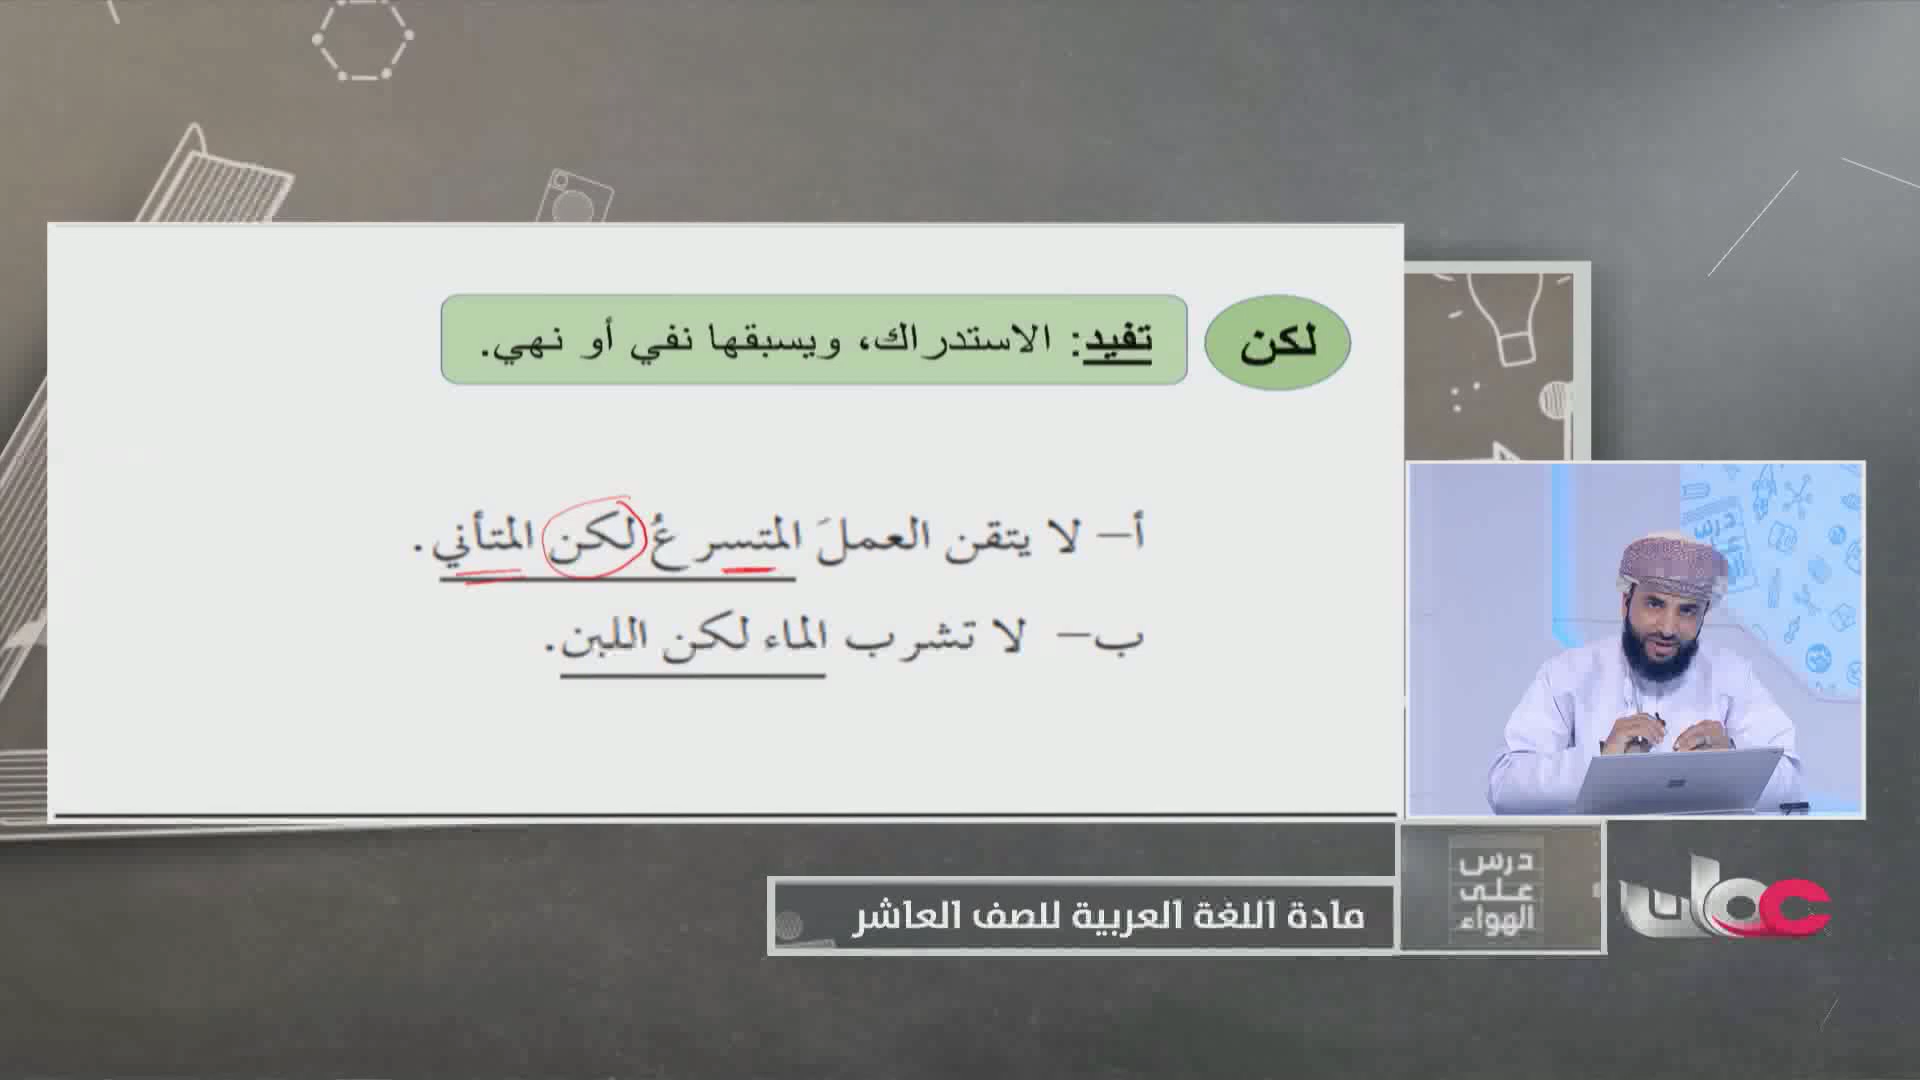 لكن
تفيد: الاستدراك، ويسبقها نفي أو نهي.
أ– لا يتقن العملَ المتسرعُ لكن المتأني.
ب– لا تشرب الماء لكن اللبن.
درس
على
الهواء
مادة اللغة العربية للصف العاشر